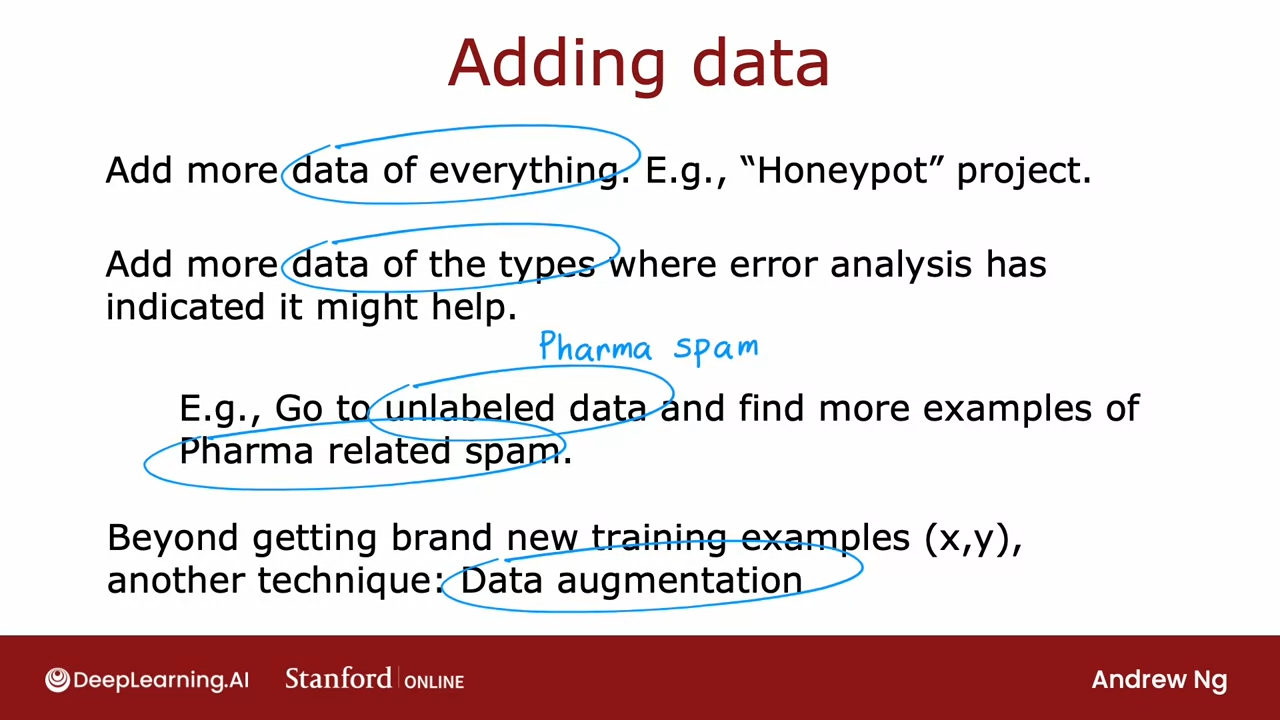 Adding data
Add more data of everything. E.g., “Honeypot” project.
Add more data of the types where error analysis has
indicated it might help.
Pharma spam
E.g., Go to unlabeled data and find more examples of
Pharma related spam.
Beyond getting brand new training examples (x,y),
another technique: Data augmentation
DeepLearning.AI Stanford ONLINE Andrew Ng